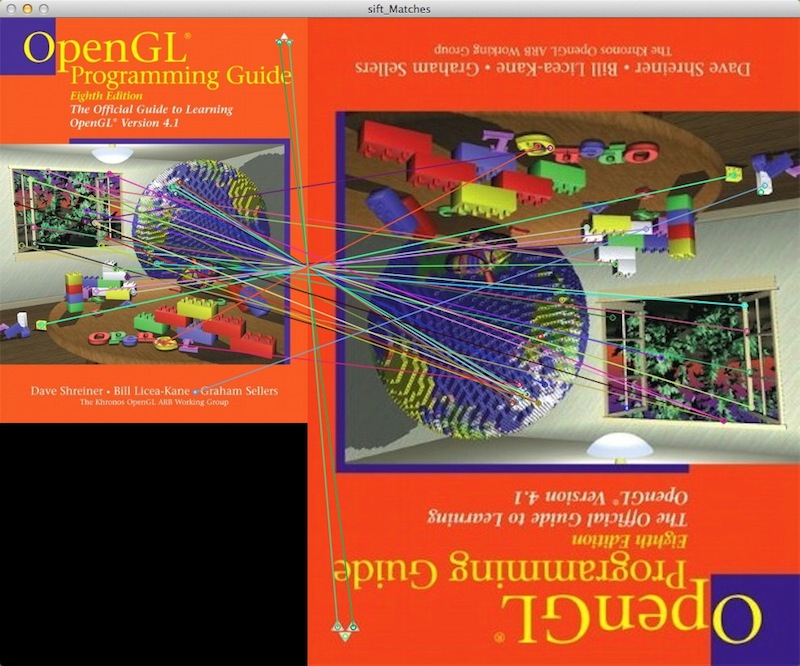 sift_Matches
OpenGL®
Programming Guide
Eighth Edition
The Official Guide to Learning
OpenGL® Version 4.1
Dave Shreiner • Bill Licea-Kane • Graham Sellers
The Khronos OpenGL ARB Working Group
The Khronos OpenGL ARB Working Group
Dave Shreiner • Bill Licea-Kane • Graham Sellers
OpenGL® Version 4.1
The Official Guide to Learning
Eighth Edition
Programming Guide
OpenGL®